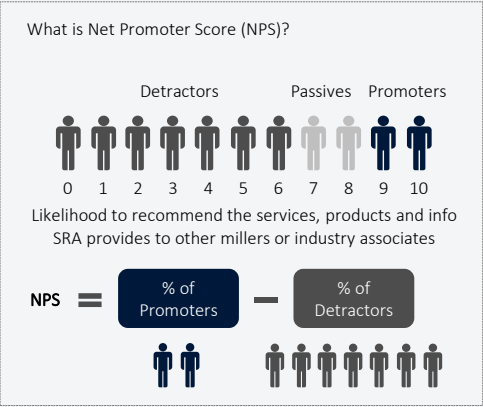 What is Net Promoter Score (NPS)?
Detractors Passives Promoters
0 1 2 3 4 5 6 7 8 9 10
Likelihood to recommend the services, products and info
SRA provides to other millers or industry associates
NPS = % of
Promoters — % of
Detractors